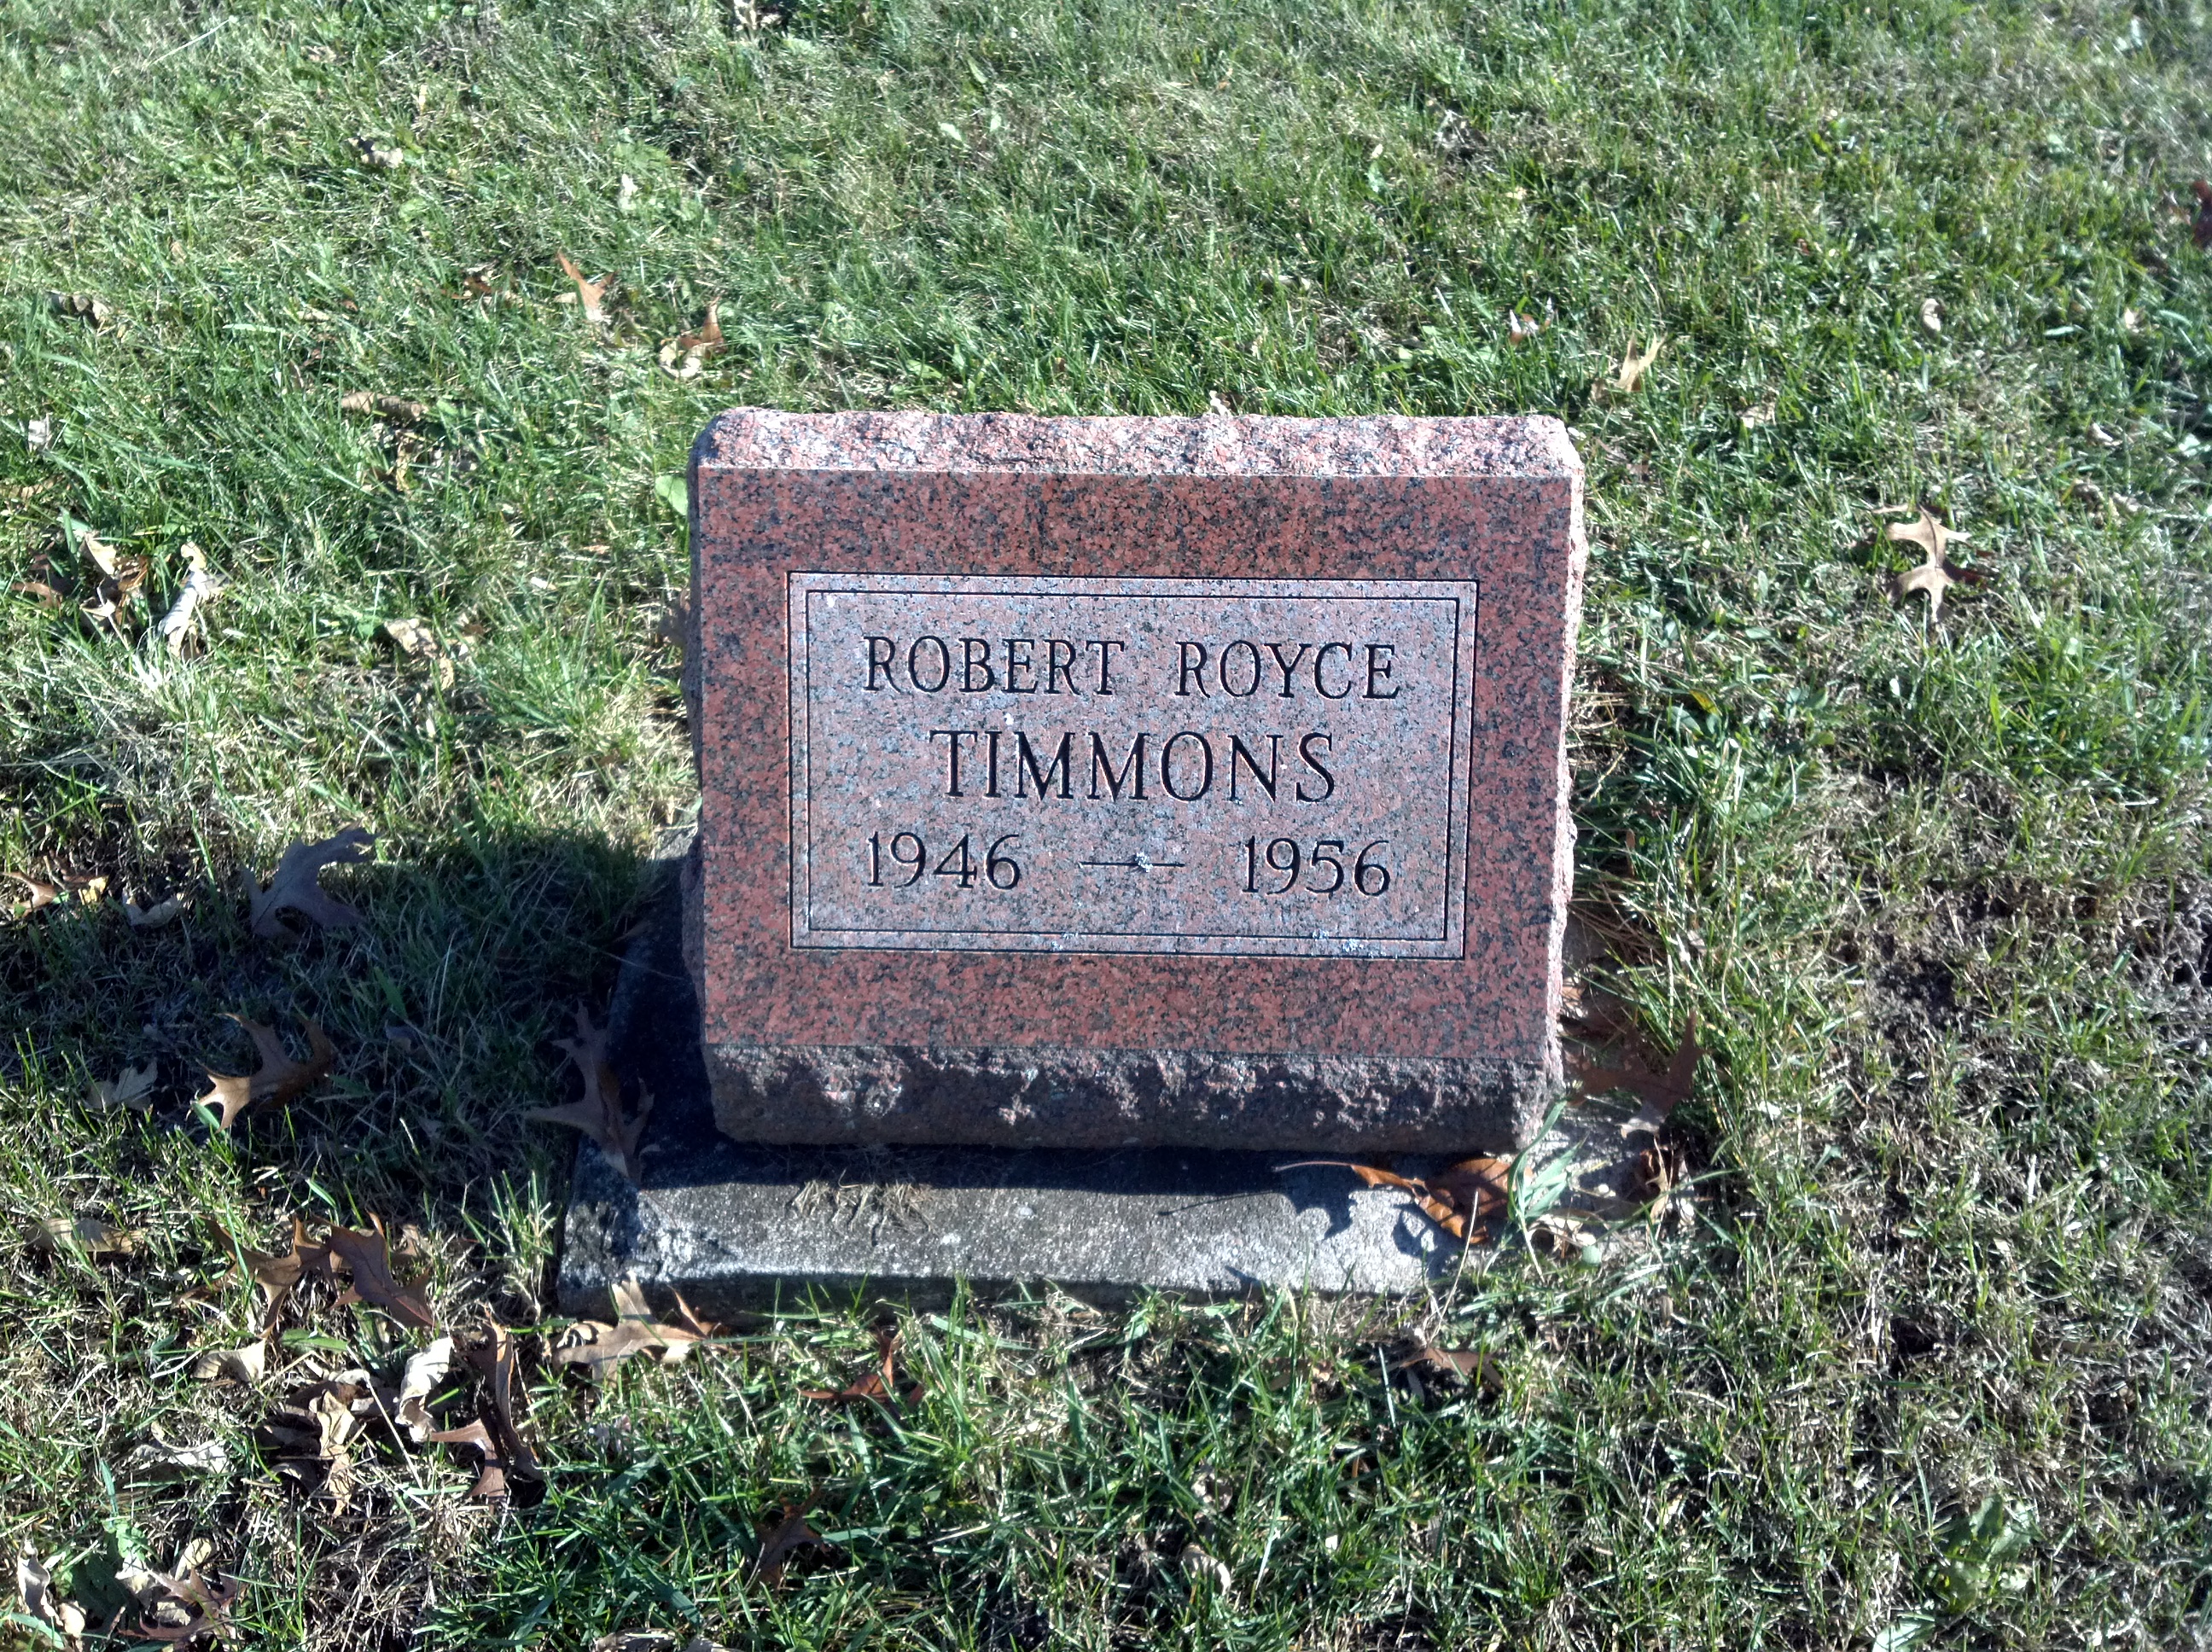 ROBERT ROYCE
TIMMONS
1946 — 1956